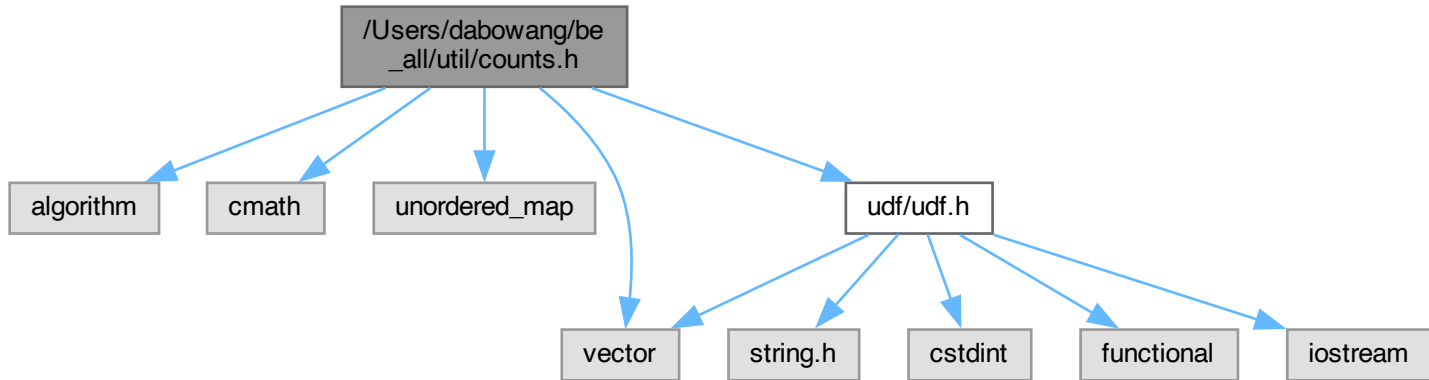 /Users/dabowang/be
_all/util/counts.h
algorithm
cmath
unordered_map
udf/udf.h
vector
string.h
cstdint
functional
iostream